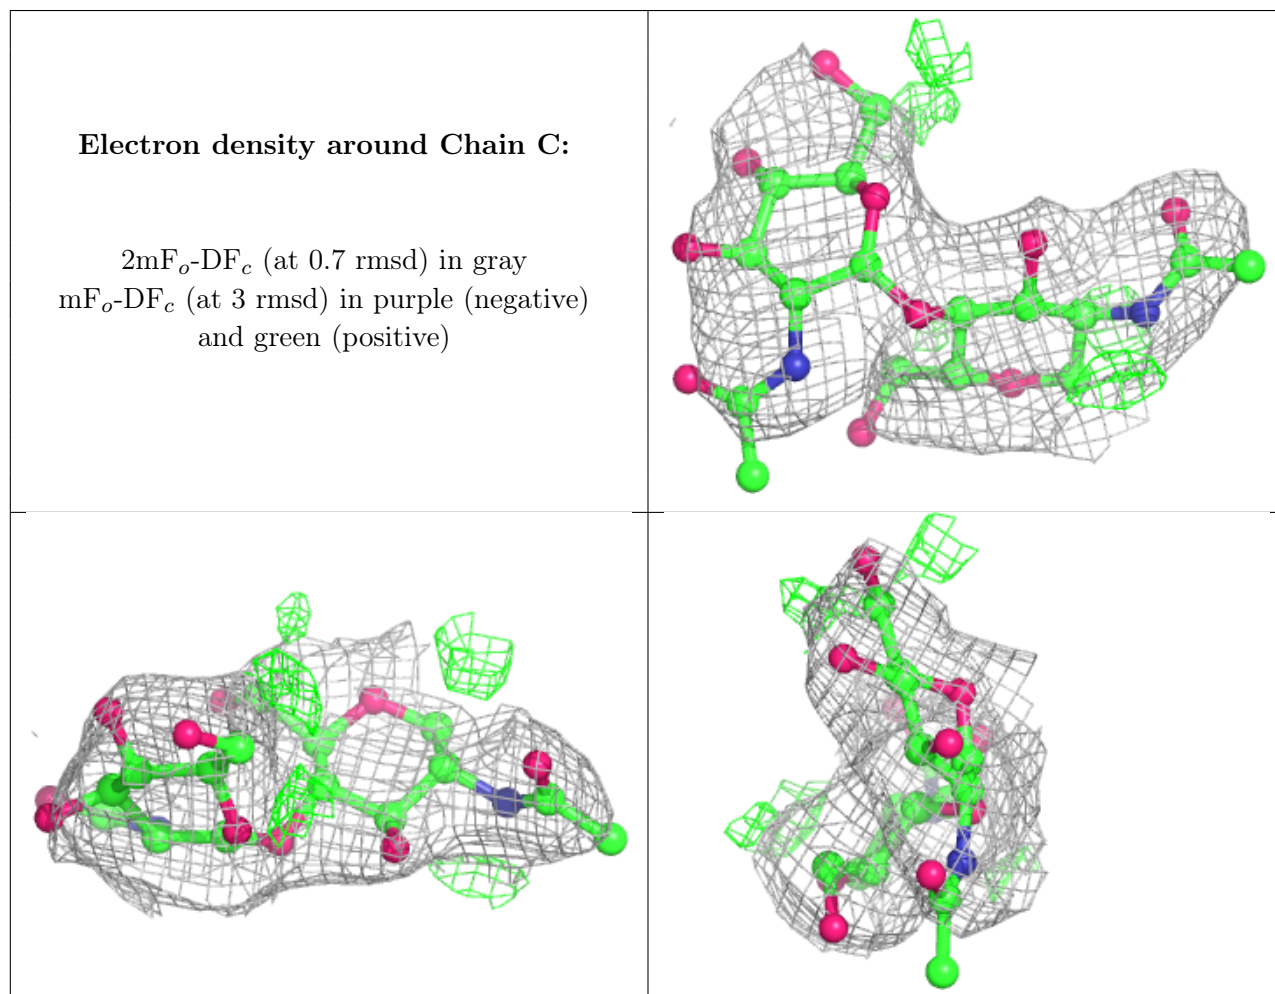 Electron density around Chain C:
2mFo-DFc (at 0.7 rmsd) in gray
mFo-DFc (at 3 rmsd) in purple (negative)
and green (positive)